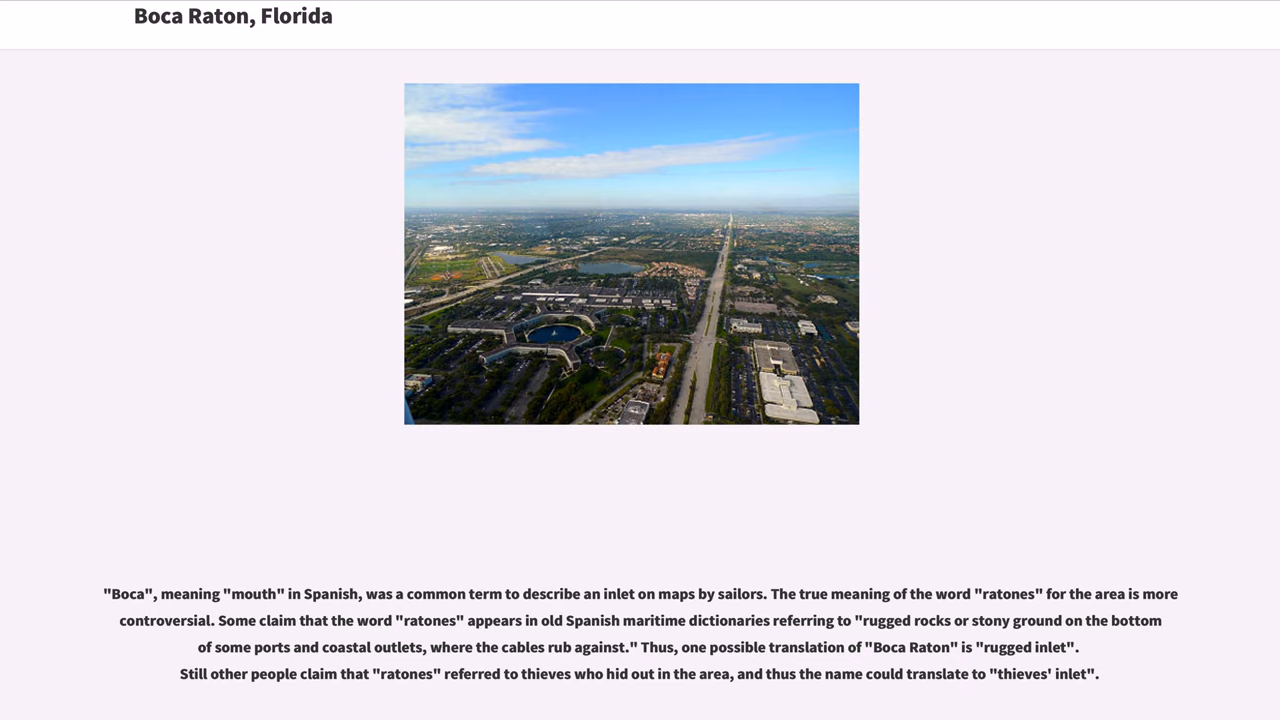 Boca Raton, Florida
"Boca", meaning "mouth" in Spanish, was a common term to describe an inlet on maps by sailors. The true meaning of the word "ratones" for the area is more
controversial. Some claim that the word "ratones" appears in old Spanish maritime dictionaries referring to "rugged rocks or stony ground on the bottom
of some ports and coastal outlets, where the cables rub against." Thus, one possible translation of "Boca Raton" is "rugged inlet".
Still other people claim that "ratones" referred to thieves who hid out in the area, and thus the name could translate to "thieves' inlet".